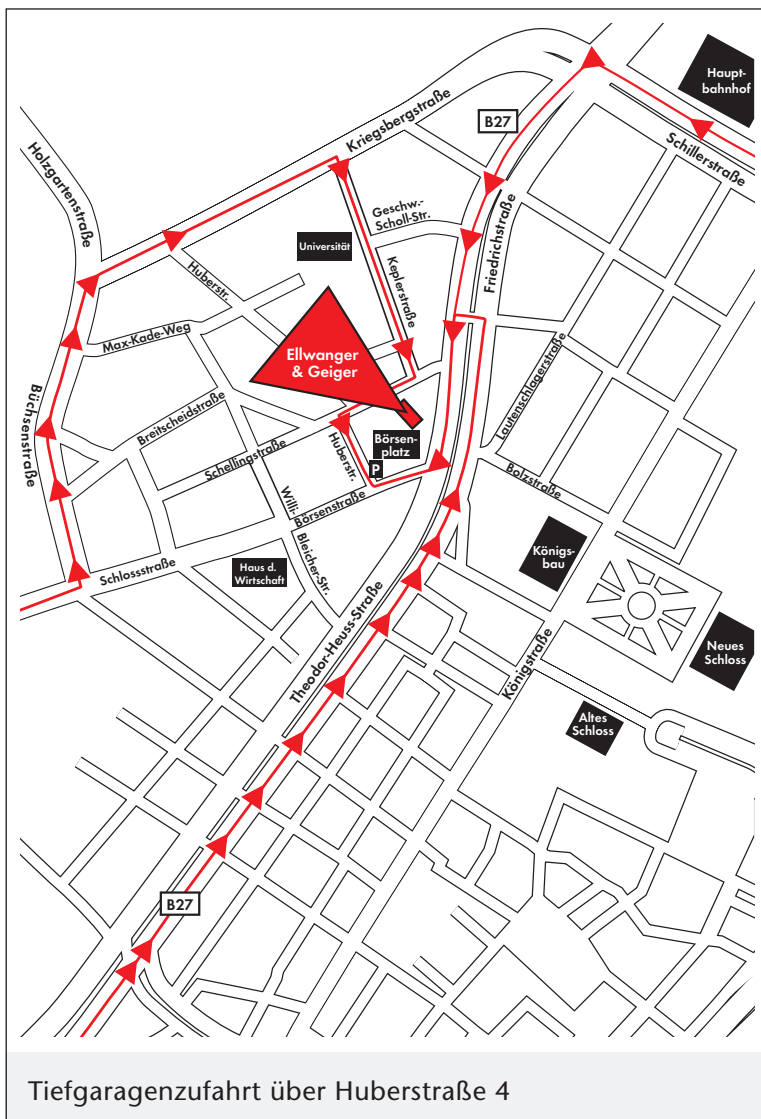 Haupt-
bahnhof
B27
Schillerstraße
Kriegsbergstraße
Holzgartenstraße
Geschw.-
Scholl-Str.
Friedrichstraße
Universität
Huberstr.
Keplerstraße
Max-Kade-Weg
Ellwanger
& Geiger
Lautenschlagerstraße
Büchsenstraße
Breitscheidstraße
Schellingstraße
Huberstr.
Börsen-
platz
P
Bolzstraße
Willi-
Bleicher-Str.
Börsenstraße
Schlossstraße
Haus d.
Wirtschaft
Königs-
bau
Theodor-Heuss-Straße
Königstraße
Neues
Schloss
Altes
Schloss
B27
Tiefgaragenzufahrt über Huberstraße 4